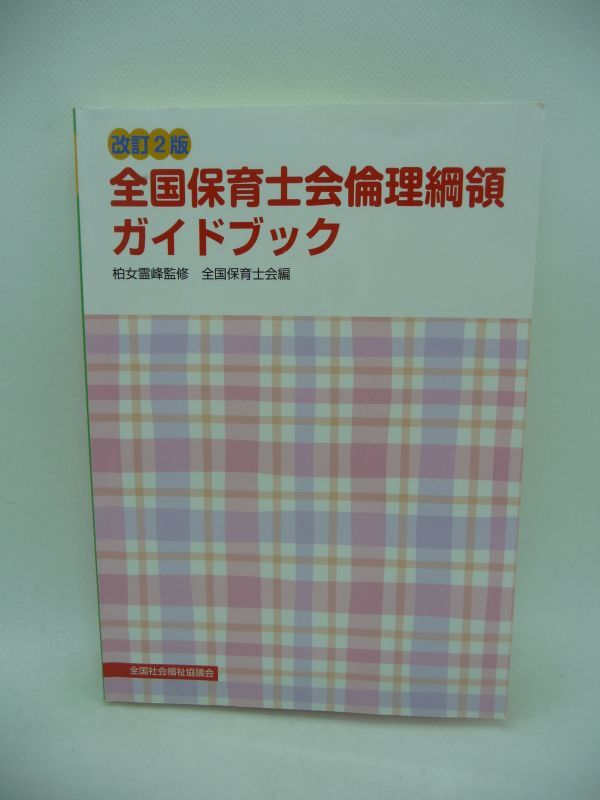 改訂2版
全国保育士会倫理綱領
ガイドブック
柏女霊峰監修 全国保育士会編
全国社会福祉協議会